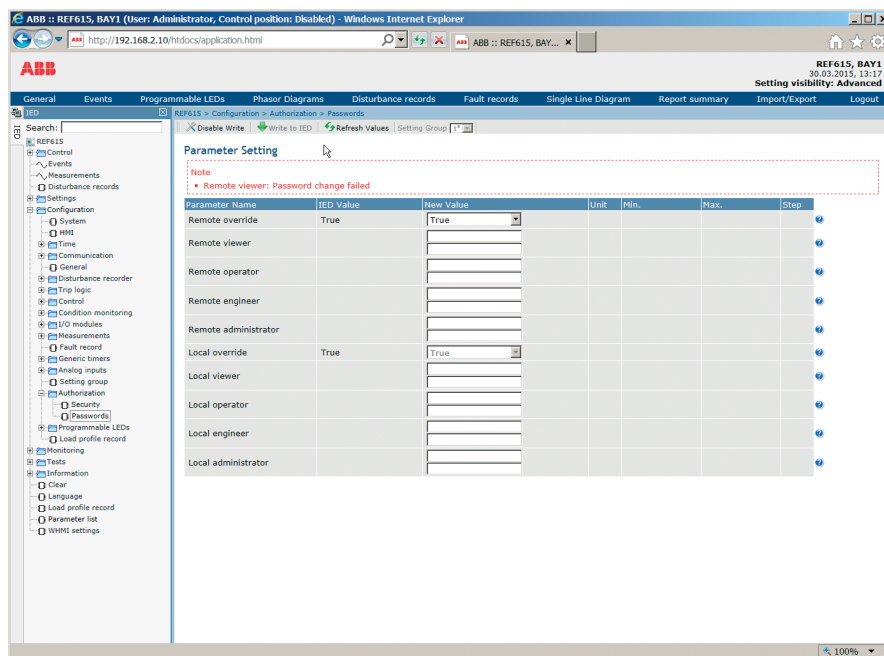 ABB :: REF615, BAY1 (User: Administrator, Control position: Disabled) - Windows Internet Explorer
http://192.168.2.10/htdocs/application.html
ABB :: REF615, BAY...
ABB
REF615, BAY1
30.03.2015, 13:17
Setting visibility: Advanced
General Events Programmable LEDs Phasor Diagrams Disturbance records Fault records Single Line Diagram Report summary Import/Export Logout
IED
IED
Search:
REF615
Control
Events
Measurements
Disturbance records
Settings
Configuration
System
HMI
Time
Communication
General
Disturbance recorder
Trip logic
Control
Condition monitoring
I/O modules
Measurements
Fault record
Generic timers
Analog inputs
Setting group
Authorization
Security
Passwords
Programmable LEDs
Load profile record
Monitoring
Tests
Information
Clear
Language
Load profile record
Parameter list
WHMI settings
REF615 > Configuration > Authorization > Passwords
Disable Write Write to IED Refresh Values Setting Group 1*
Parameter Setting
Note
• Remote viewer: Password change failed
Parameter Name IED Value New Value Unit Min. Max. Step
Remote override True True
Remote viewer
Remote operator
Remote engineer
Remote administrator
Local override True True
Local viewer
Local operator
Local engineer
Local administrator
100%